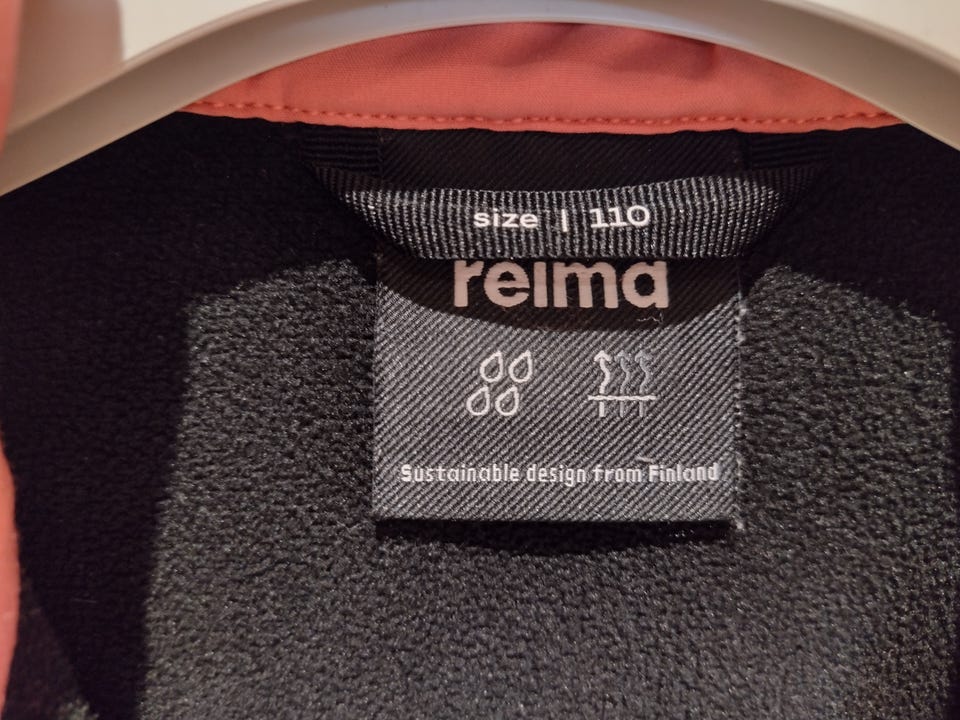 size | 110
reima
Sustainable design from Finland